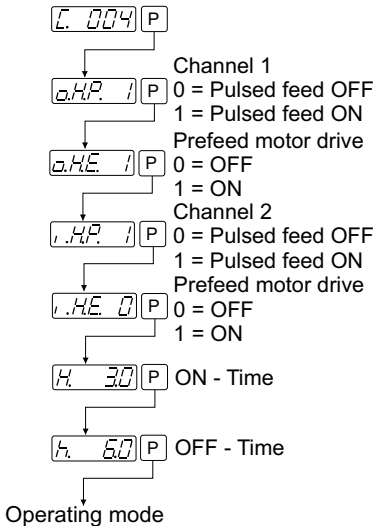 C. 004 P
Channel 1
o.H.P. 1 P 0 = Pulsed feed OFF
1 = Pulsed feed ON
Prefeed motor drive
o.H.E. 1 P 0 = OFF
1 = ON
Channel 2
ı.H.P. 1 P 0 = Pulsed feed OFF
1 = Pulsed feed ON
Prefeed motor drive
ı.H.E. 0 P 0 = OFF
1 = ON
H. 3.0 P ON - Time
h. 6.0 P OFF - Time
Operating mode